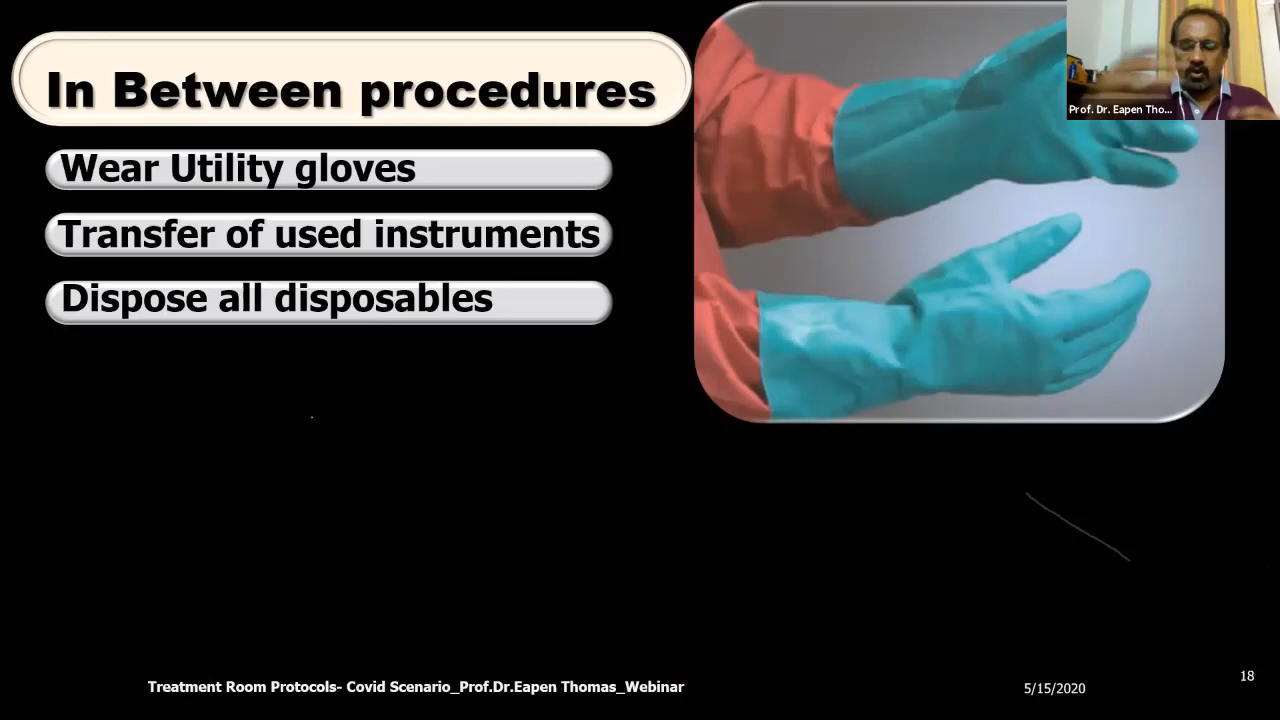 In Between procedures
Prof. Dr. Eapen Tho...
Wear Utility gloves
Transfer of used instruments
Dispose all disposables
Treatment Room Protocols- Covid Scenario_Prof.Dr.Eapen Thomas_Webinar
5/15/2020
18